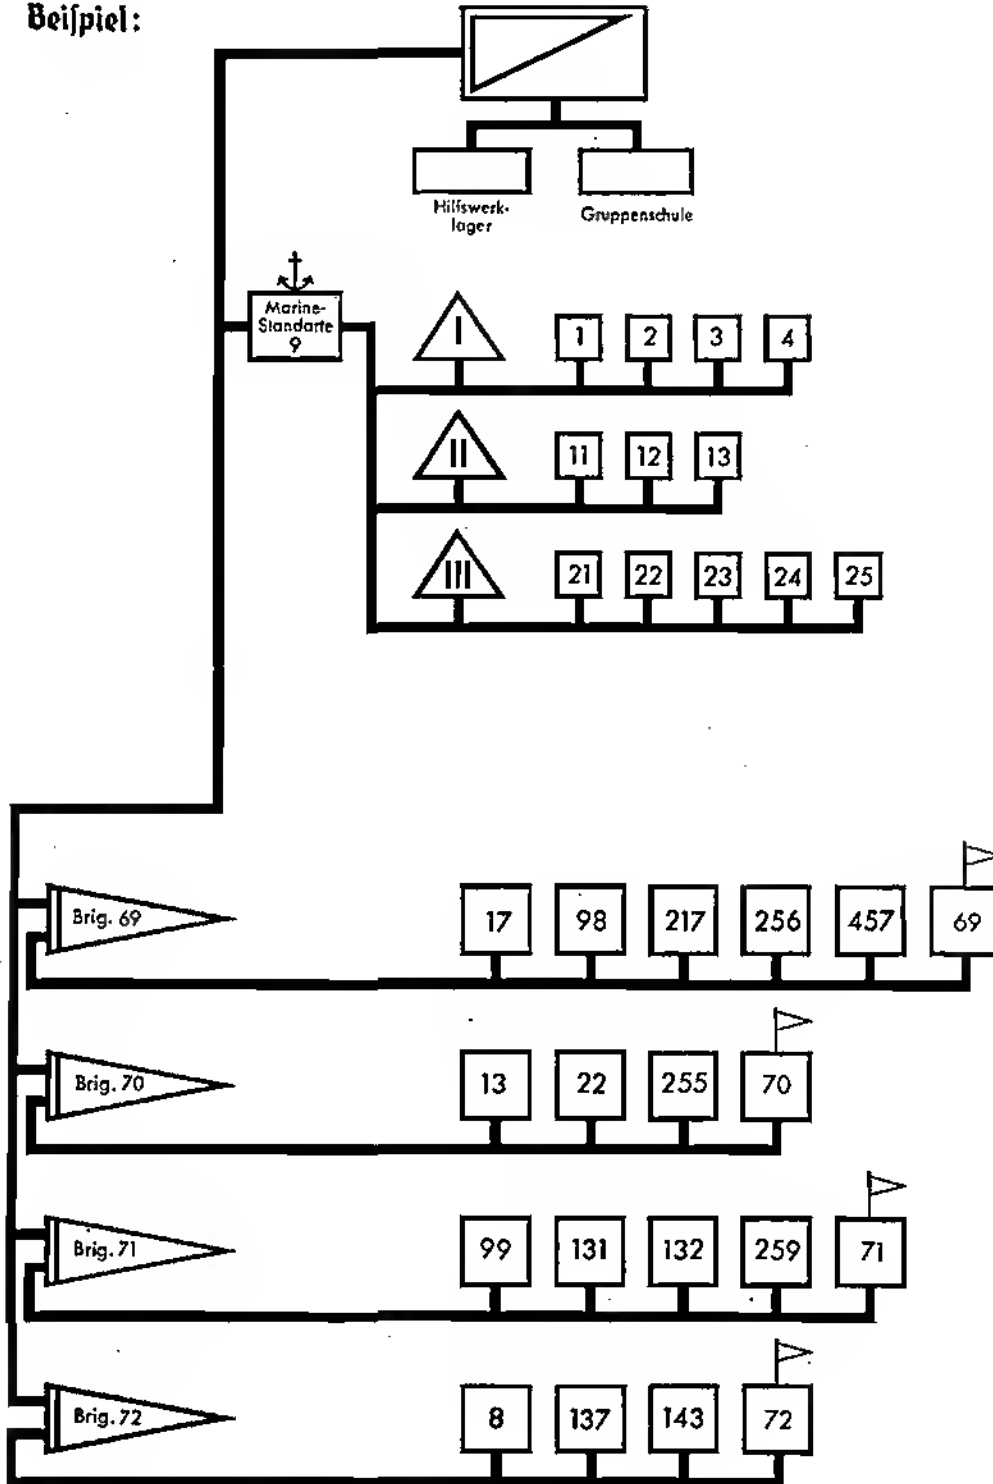 Beiſpiel:
Hilfswerk-
lager
Gruppenschule
Marine-
Standarte
9
I 1 2 3 4
II 11 12 13
III 21 22 23 24 25
Brig. 69 17 98 217 256 457 69
Brig. 70 13 22 255 70
Brig. 71 99 131 132 259 71
Brig. 72 8 137 143 72